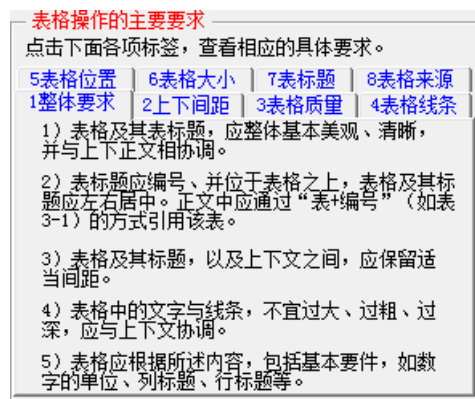 表格操作的主要要求
点击下面各项标签，查看相应的具体要求。
5表格位置 6表格大小 7表标题 8表格来源
1整体要求 2上下间距 3表格质量 4表格线条
1）表格及其表标题，应整体基本美观、清晰，
并与上下正文相协调。
2）表标题应编号、并位于表格之上，表格及其标
题应左右居中。正文中应通过“表+编号”（如表
3-1）的方式引用该表。
3）表格及其标题，以及上下文之间，应保留适
当间距。
4）表格中的文字与线条，不宜过大、过粗、过
深，应与上下文协调。
5）表格应根据所述内容，包括基本要件，如数
字的单位、列标题、行标题等。